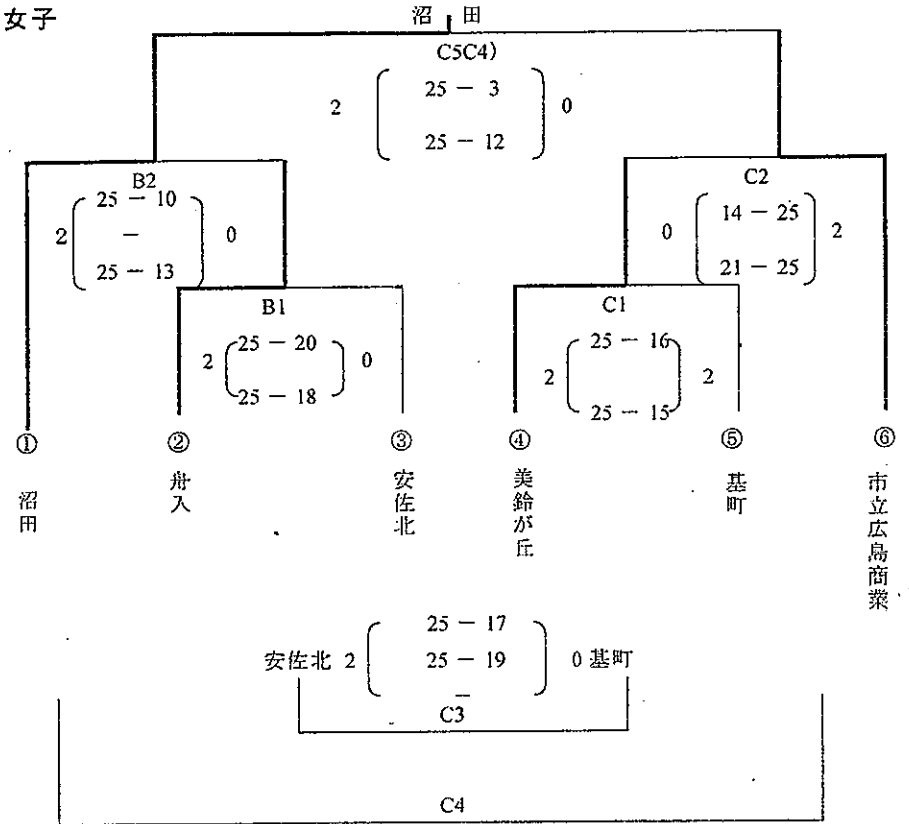 女子
沼 田
C5C4)
25 － 3
2 0
25 － 12
B2
25 － 10
2 － 0
25 － 13
C2
14 － 25
0 2
21 － 25
B1
25 － 20
2 0
25 － 18
C1
25 － 16
2 2
25 － 15
① ② ③ ④ ⑤ ⑥
沼田
舟入
安佐北
美鈴が丘
基町
市立広島商業
25 － 17
安佐北 2 25 － 19 0 基町
－
C3
C4